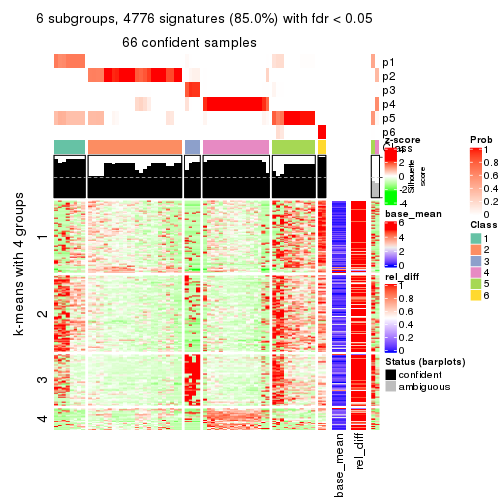 6 subgroups, 4776 signatures (85.0%) with fdr < 0.05
66 confident samples
p1
p2
p3
p4
p5
p6
Class
Silhouette
score
k-means with 4 groups
1
2
3
4
base_mean
rel_diff
z-score
4
2
0
-2
-4
base_mean
6
4
2
0
rel_diff
1
0.8
0.6
0.4
0.2
0
Status (barplots)
confident
ambiguous
Prob
1
0.8
0.6
0.4
0.2
0
Class
1
2
3
4
5
6